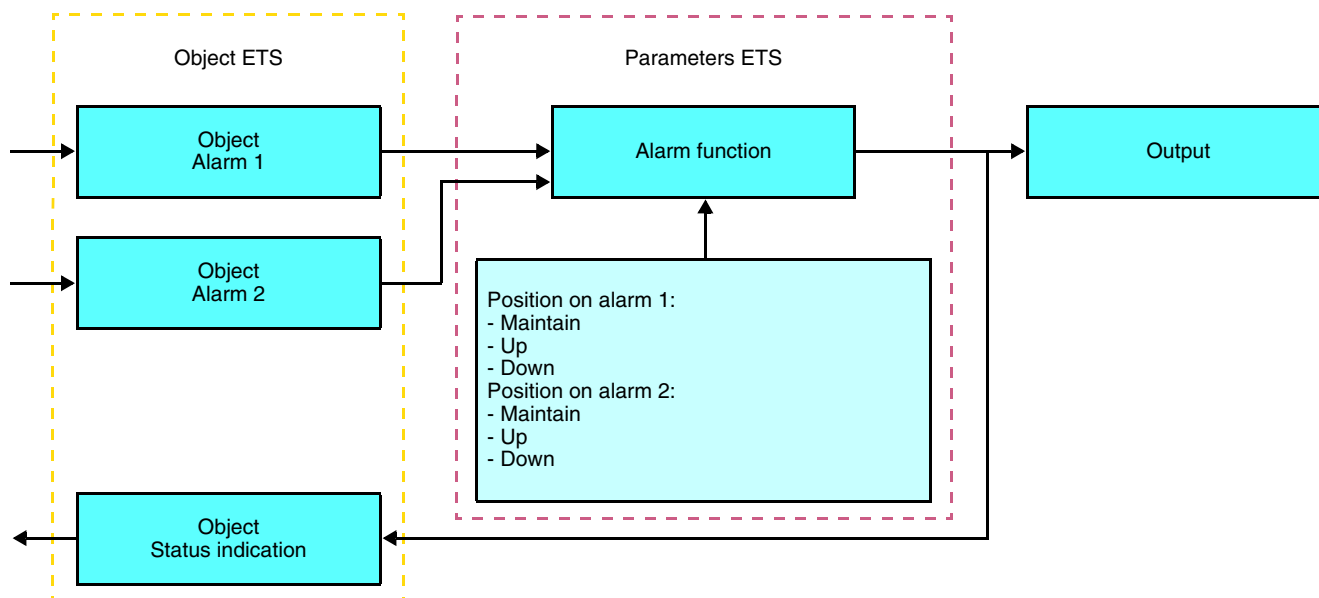 Object ETS
Parameters ETS
Object
Alarm 1
Alarm function
Output
Object
Alarm 2
Position on alarm 1:
- Maintain
- Up
- Down
Position on alarm 2:
- Maintain
- Up
- Down
Object
Status indication